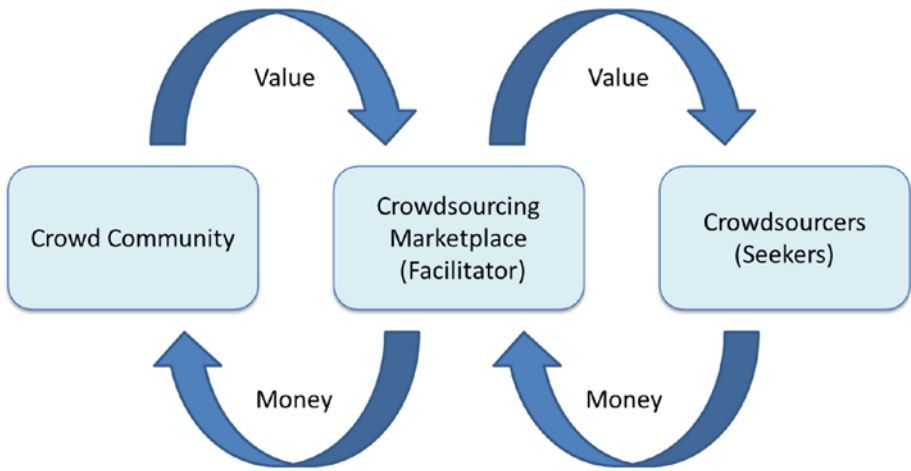 Value
Value
Crowd Community
Crowdsourcing
Marketplace
(Facilitator)
Crowdsourcers
(Seekers)
Money
Money